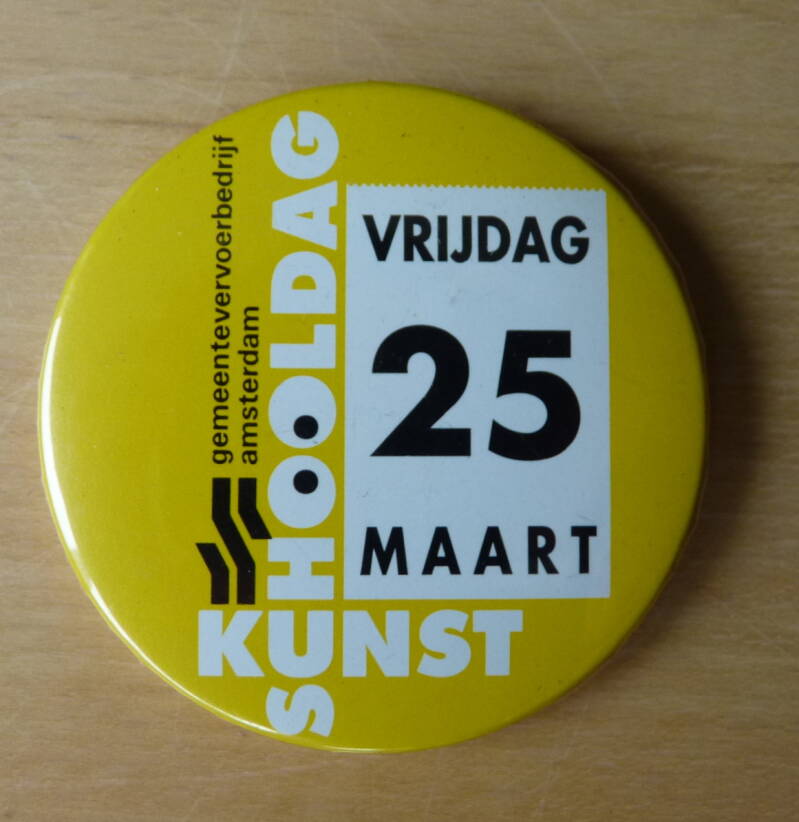 gemeentevervoerbedrijf
amsterdam
SCHOOLDAG
KUNST
VRIJDAG
25
MAART